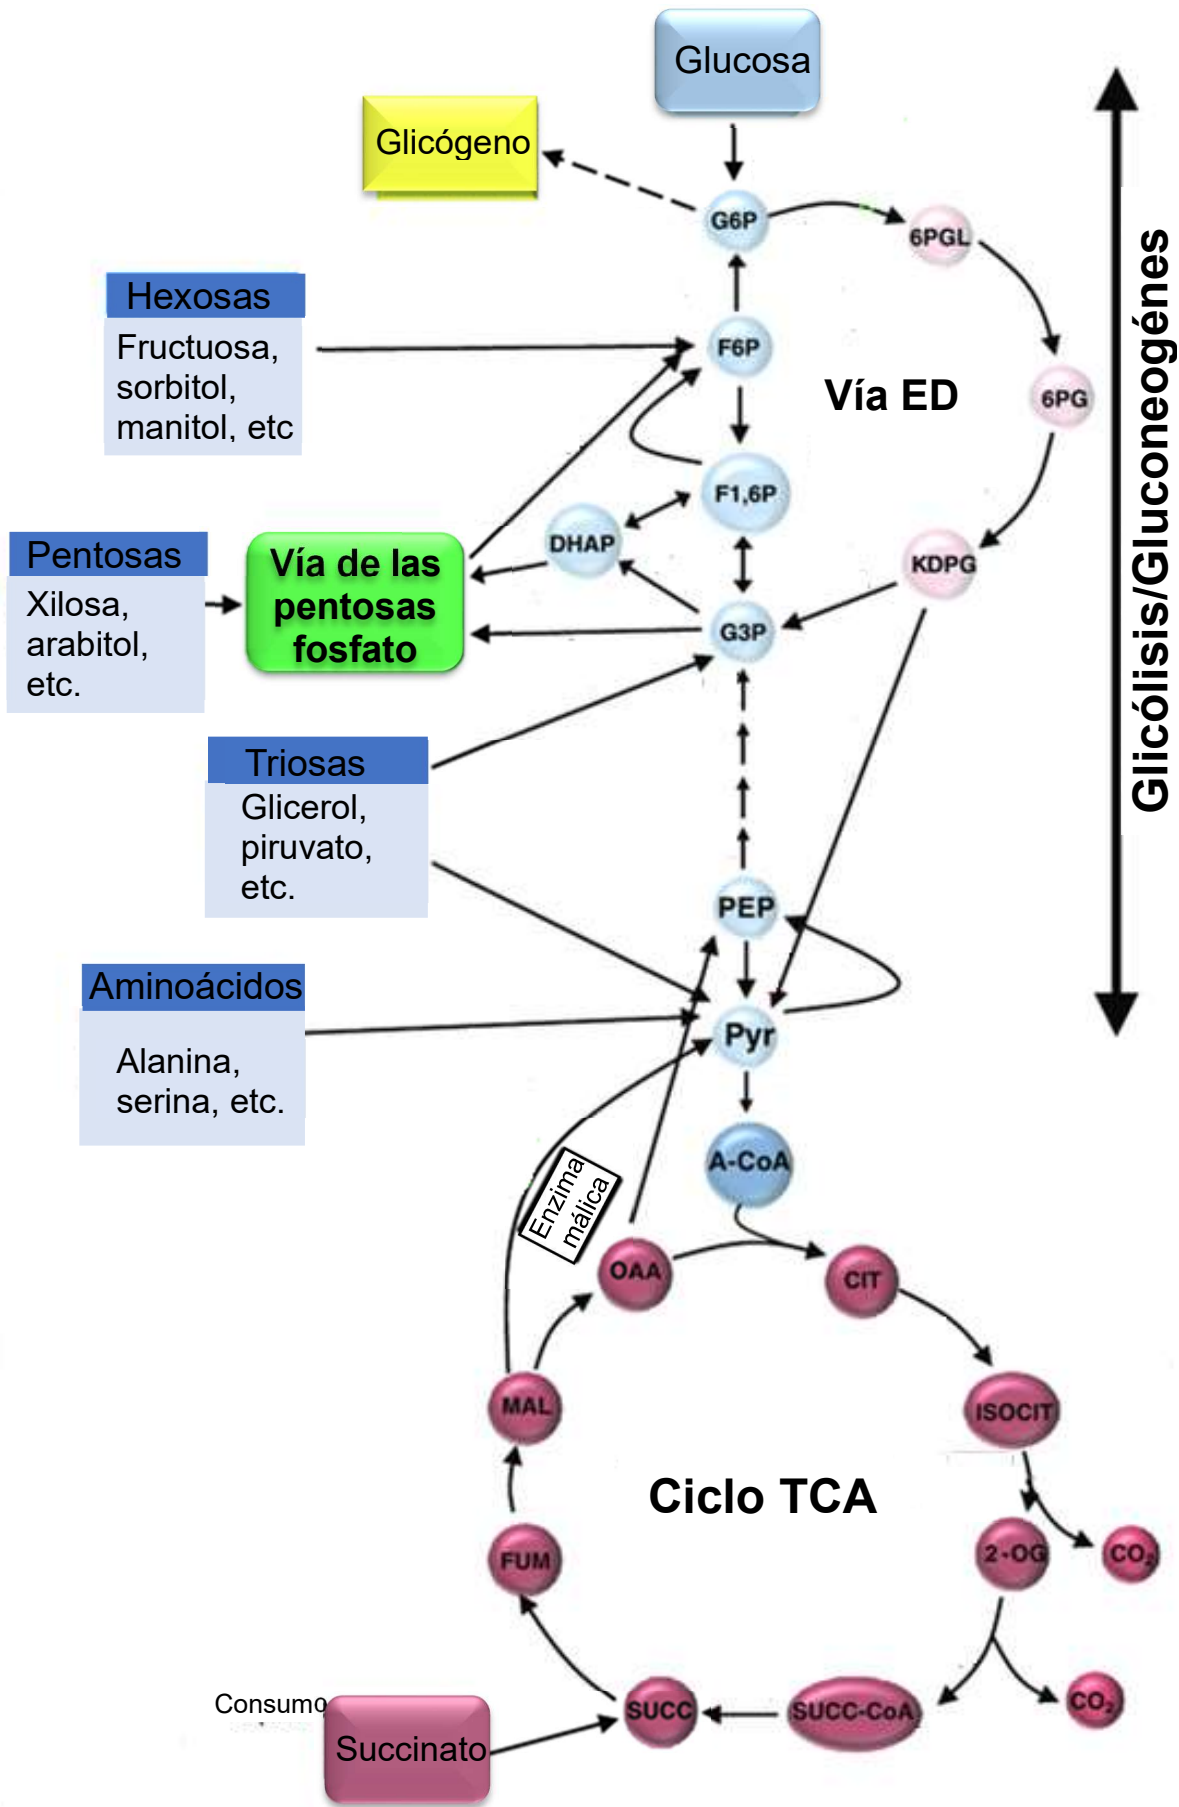 Glucosa
Glicógeno
G6P
6PGL
Hexosas
Fructuosa,
sorbitol,
manitol, etc
F6P
Vía ED
6PG
Glicólisis/Gluconeogénes
F1,6P
DHAP
KDPG
Pentosas
Xilosa,
arabitol,
etc.
Vía de las
pentosas
fosfato
G3P
Triosas
Glicerol,
piruvato,
etc.
PEP
Aminoácidos
Alanina,
serina, etc.
Pyr
A-CoA
Enzima
málica
OAA
CIT
MAL
ISOCIT
Ciclo TCA
FUM
2-OG
CO₂
Consumo
Succinato
SUCC
SUCC-CoA
CO₂